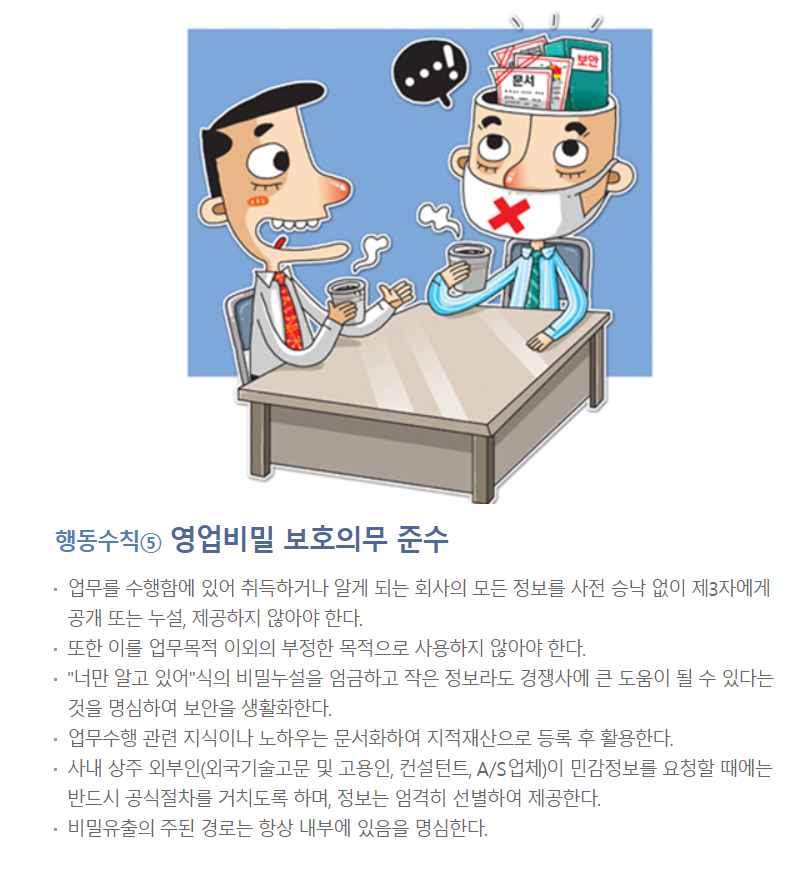 ...!
보안
문서
행동수칙⑤ 영업비밀 보호의무 준수
· 업무를 수행함에 있어 취득하거나 알게 되는 회사의 모든 정보를 사전 승낙 없이 제3자에게
공개 또는 누설, 제공하지 않아야 한다.
· 또한 이를 업무목적 이외의 부정한 목적으로 사용하지 않아야 한다.
· "너만 알고 있어"식의 비밀누설을 엄금하고 작은 정보라도 경쟁사에 큰 도움이 될 수 있다는
것을 명심하여 보안을 생활화한다.
· 업무수행 관련 지식이나 노하우는 문서화하여 지적재산으로 등록 후 활용한다.
· 사내 상주 외부인(외국기술고문 및 고용인, 컨설턴트, A/S업체)이 민감정보를 요청할 때에는
반드시 공식절차를 거치도록 하며, 정보는 엄격히 선별하여 제공한다.
· 비밀유출의 주된 경로는 항상 내부에 있음을 명심한다.